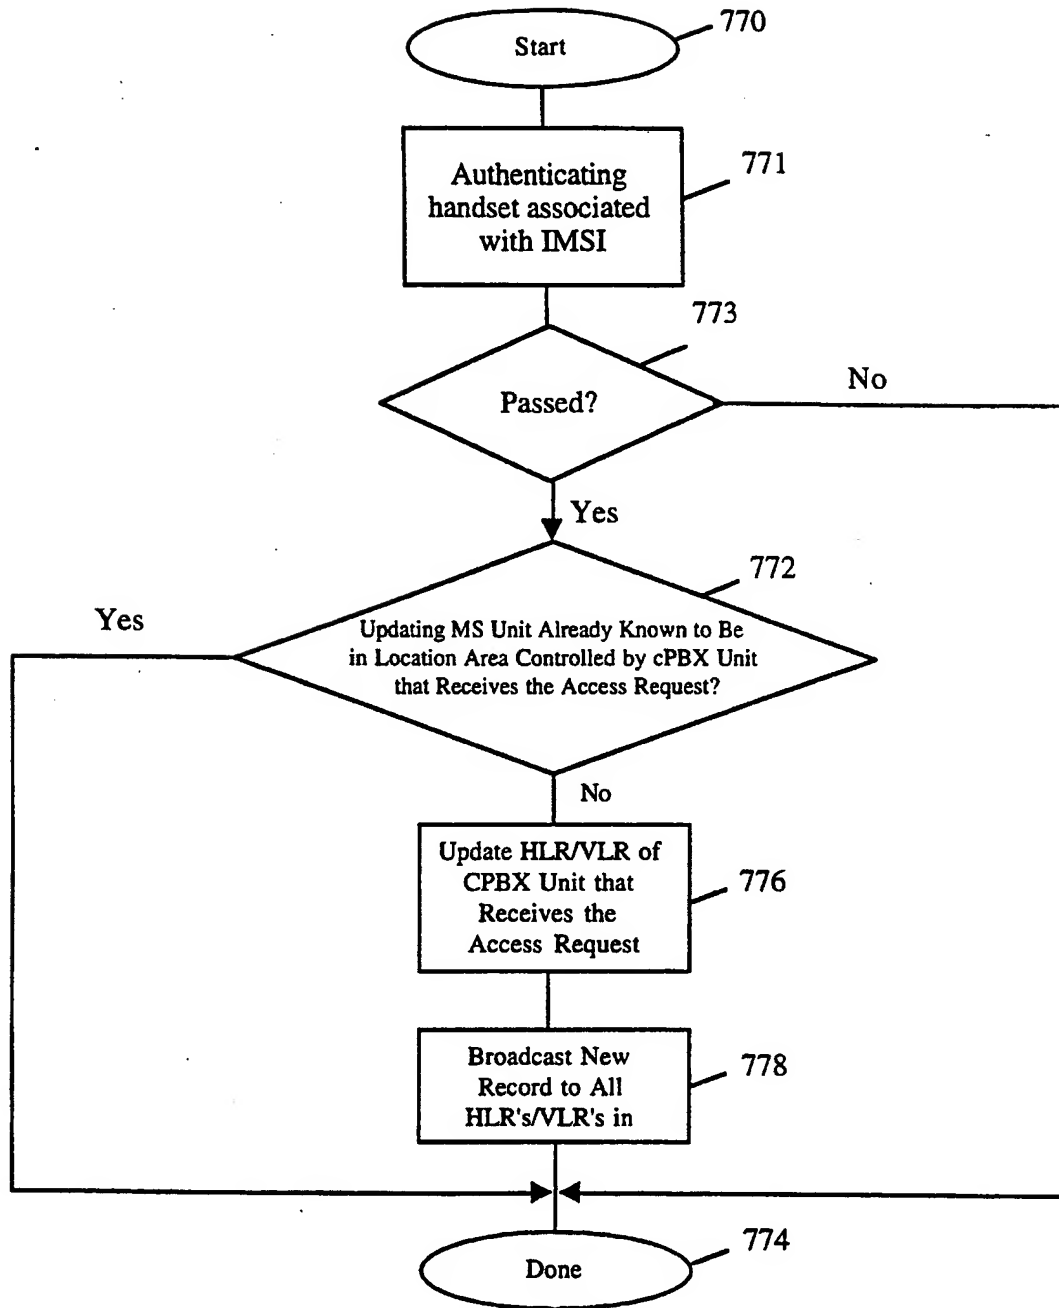 Start
770
Authenticating
handset associated
with IMSI
771
773
Passed?
No
Yes
772
Yes
Updating MS Unit Already Known to Be
in Location Area Controlled by cPBX Unit
that Receives the Access Request?
No
Update HLR/VLR of
CPBX Unit that
Receives the
Access Request
776
Broadcast New
Record to All
HLR's/VLR's in
778
774
Done